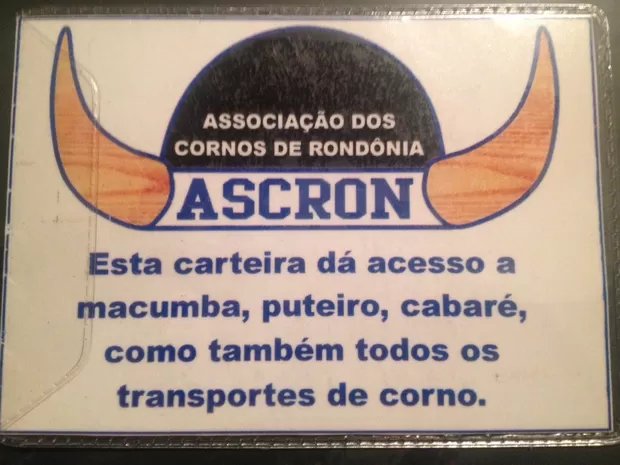 ASSOCIAÇÃO DOS
CORNOS DE RONDÔNIA
ASCRON
Esta carteira dá acesso a
macumba, puteiro, cabaré,
como também todos os
transportes de corno.